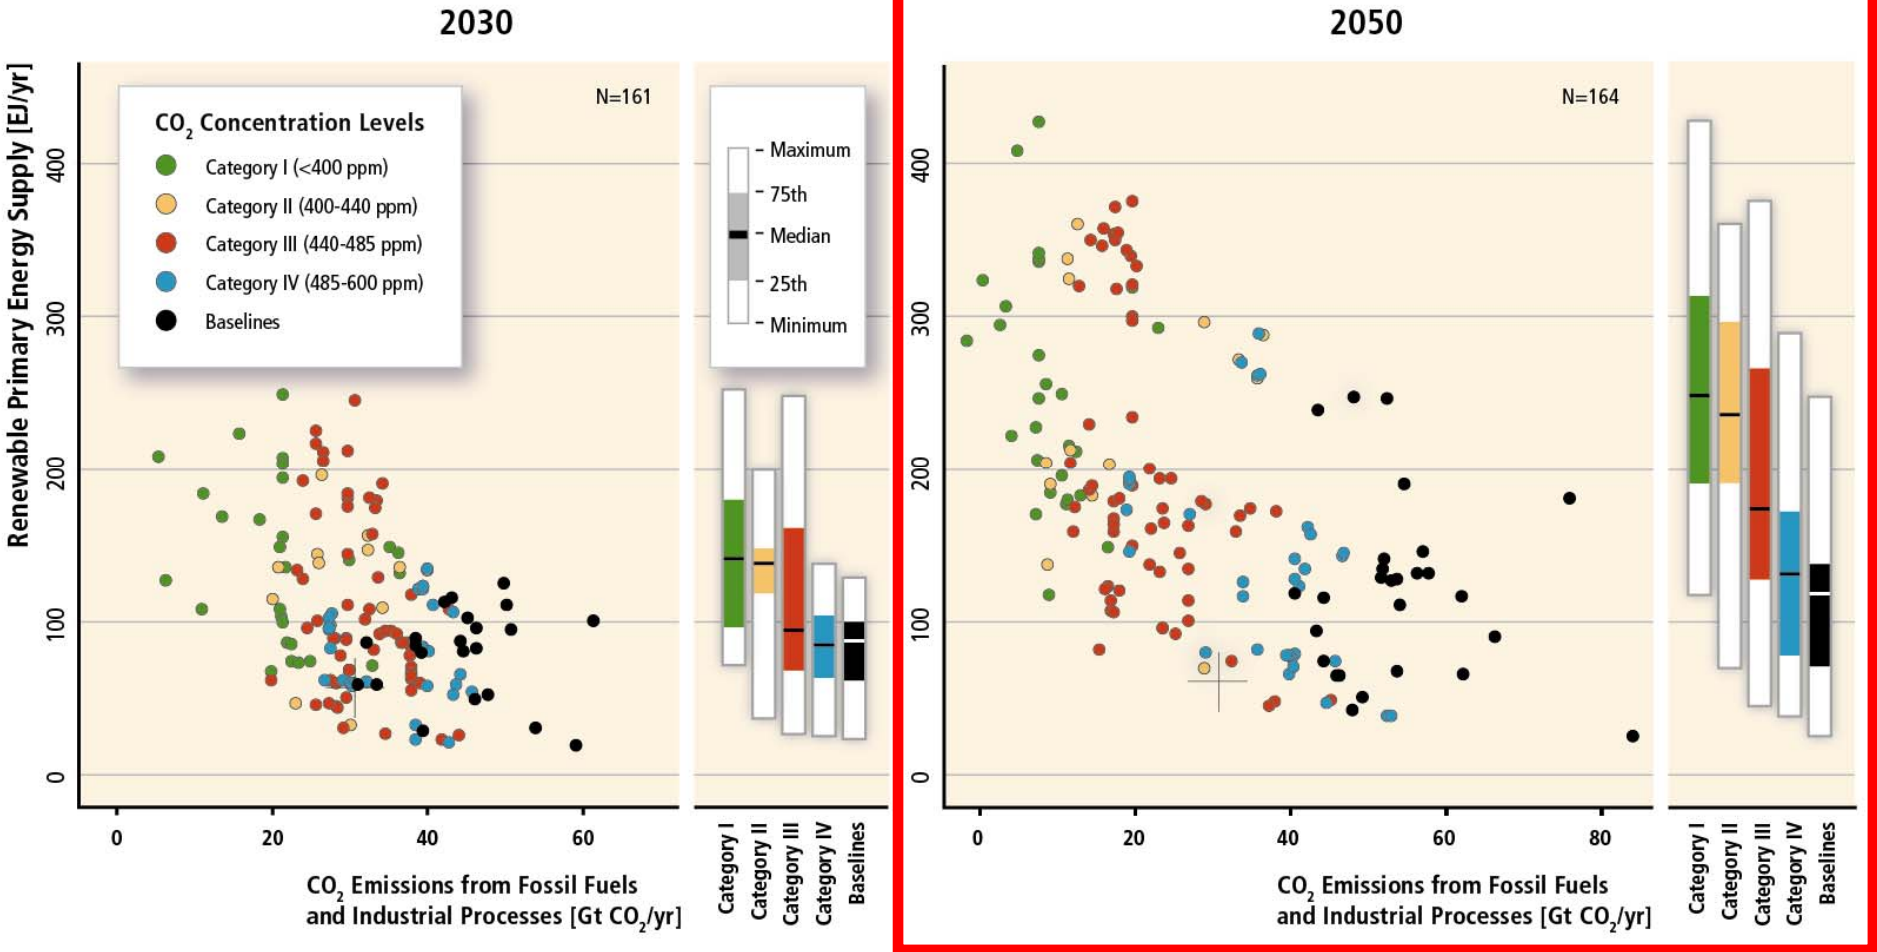 2030
2050
Renewable Primary Energy Supply [EJ/yr]
N=161
CO2 Concentration Levels
Category I (<400 ppm)
Category II (400-440 ppm)
Category III (440-485 ppm)
Category IV (485-600 ppm)
Baselines
Maximum
75th
Median
25th
Minimum
400
300
200
100
0
0
20
40
60
CO2 Emissions from Fossil Fuels
and Industrial Processes [Gt CO2/yr]
Category I
Category II
Category III
Category IV
Baselines
N=164
400
300
200
100
0
0
20
40
60
80
CO2 Emissions from Fossil Fuels
and Industrial Processes [Gt CO2/yr]
Category I
Category II
Category III
Category IV
Baselines